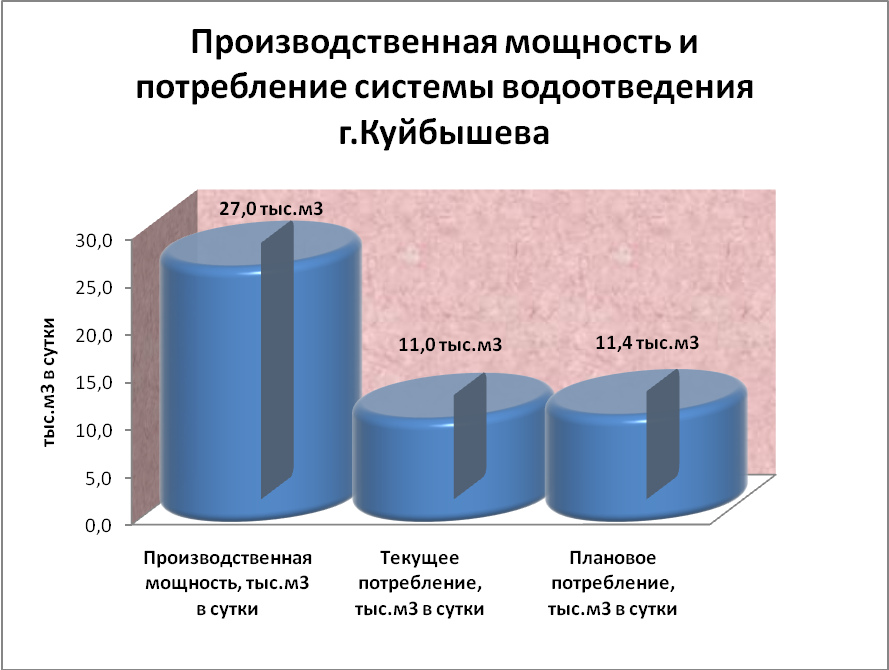 Производственная мощность и
потребление системы водоотведения
г.Куйбышева
27,0 тыс.м3
11,0 тыс.м3
11,4 тыс.м3
тыс.м3 в сутки
30,0
25,0
20,0
15,0
10,0
5,0
0,0
Производственная
мощность, тыс.м3
в сутки
Текущее
потребление,
тыс.м3 в сутки
Плановое
потребление,
тыс.м3 в сутки